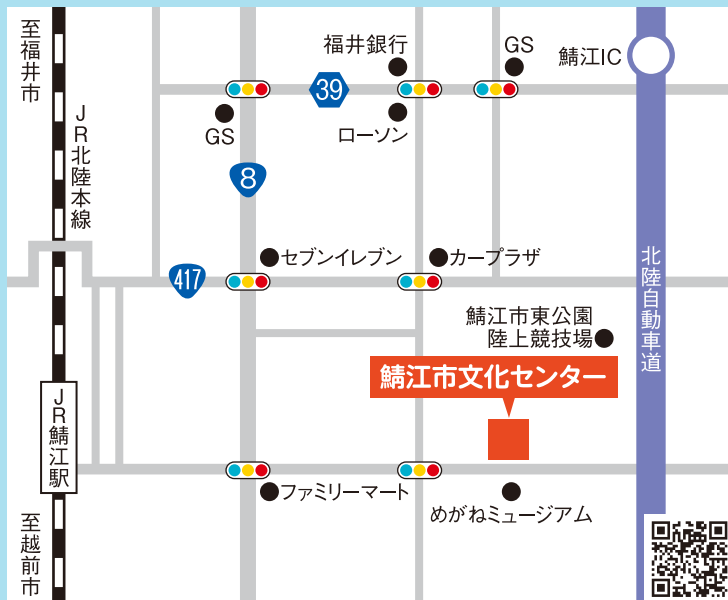 至福井市
JR北陸本線
福井銀行
GS
鯖江IC
39
GS
ローソン
8
セブンイレブン
カープラザ
417
北陸自動車道
鯖江市東公園
陸上競技場
鯖江市文化センター
JR鯖江駅
ファミリーマート
めがねミュージアム
至越前市